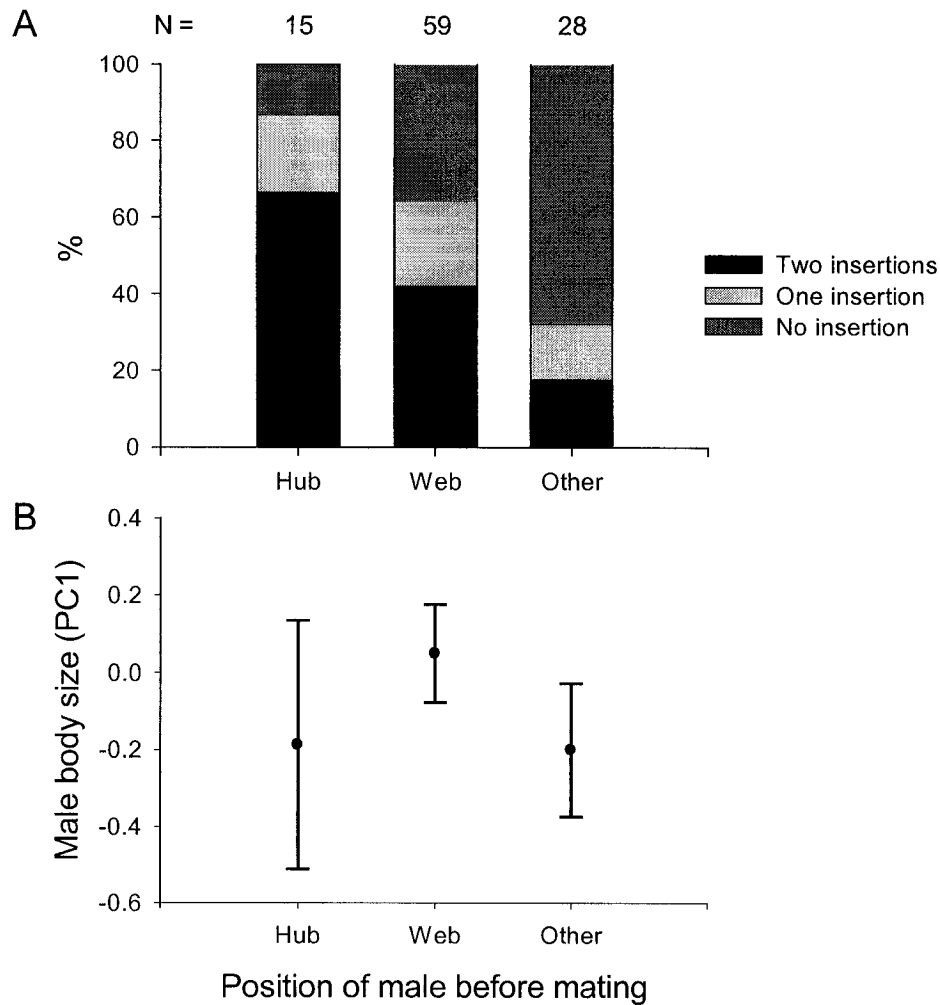 A
N = 15 59 28
100
80
60
40
20
0
%
Hub Web Other
Two insertions
One insertion
No insertion
B
0.4
0.2
0.0
-0.2
-0.4
-0.6
Male body size (PC1)
Hub Web Other
Position of male before mating